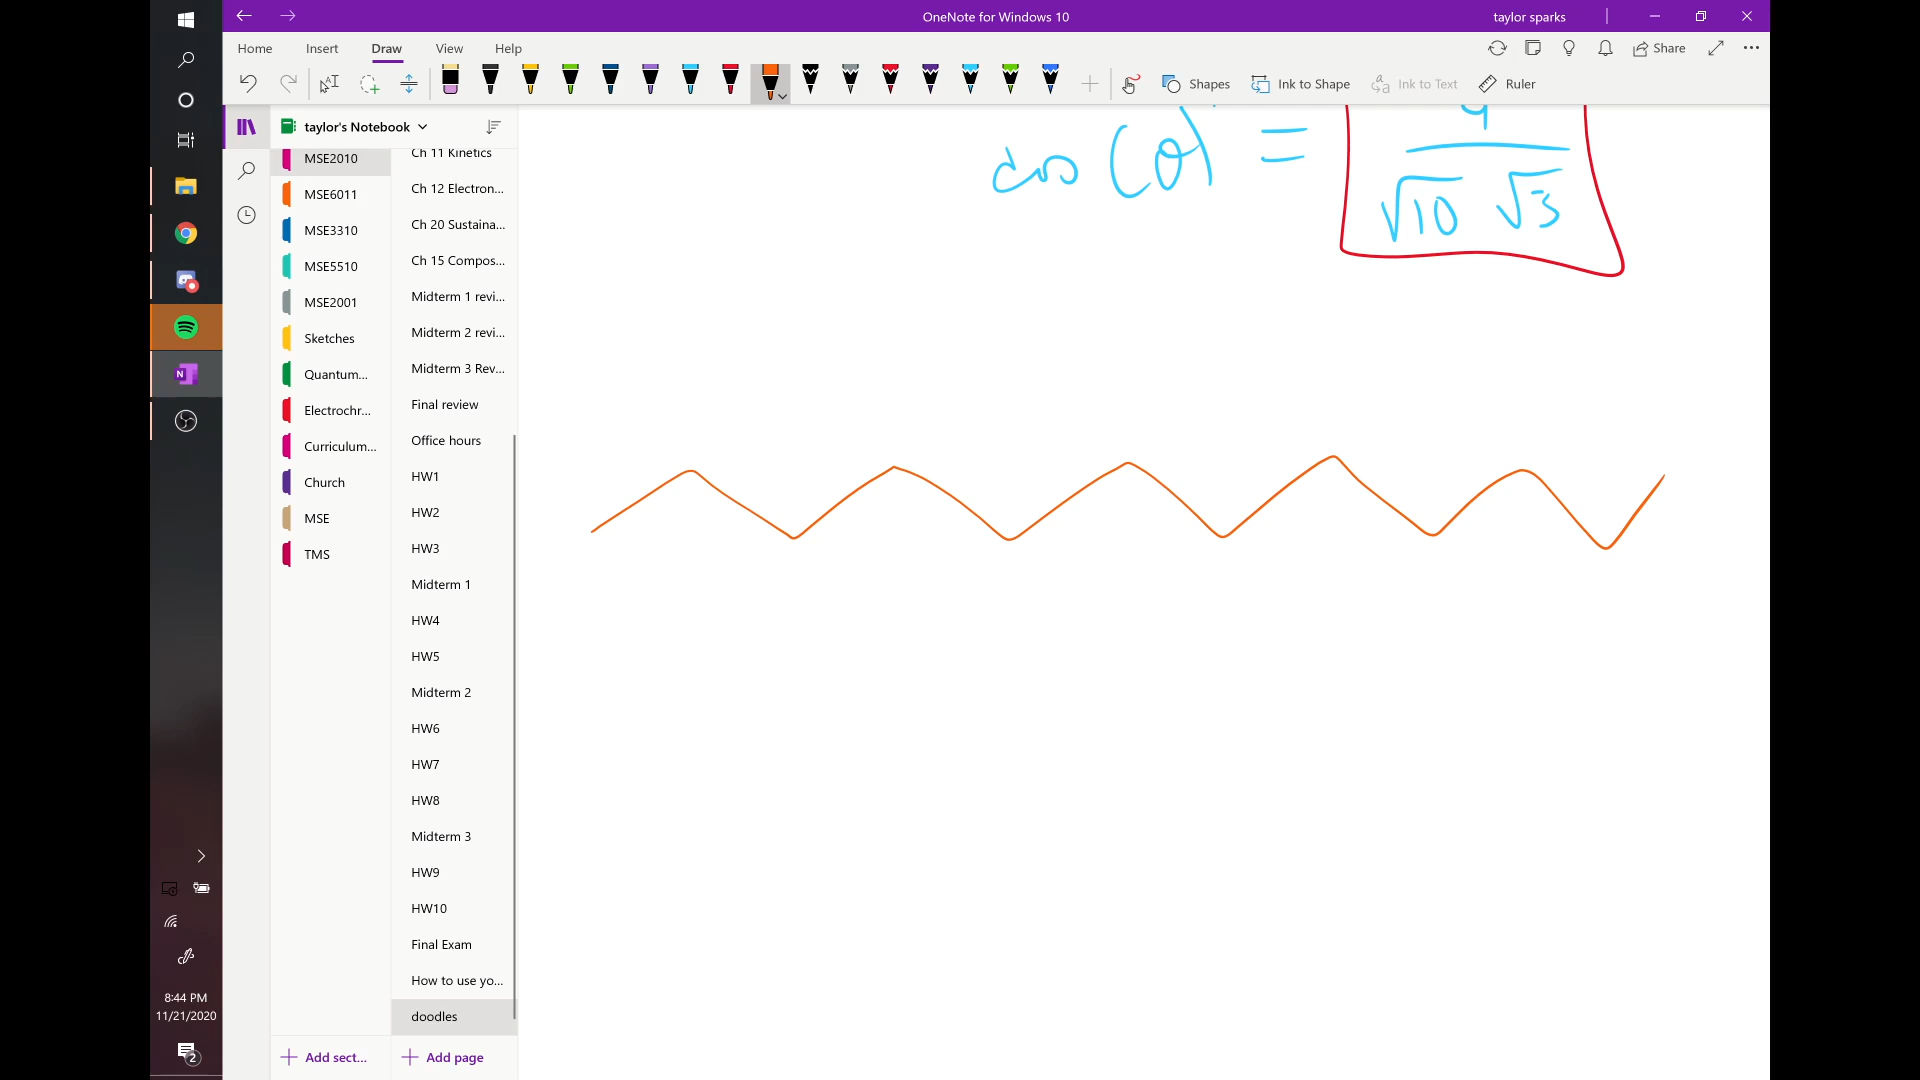 OneNote for Windows 10
taylor sparks
Home Insert Draw View Help
Share
Shapes Ink to Shape Ink to Text Ruler
taylor's Notebook
MSE2010
MSE6011
MSE3310
MSE5510
MSE2001
Sketches
Quantum...
Electrochr...
Curriculum...
Church
MSE
TMS
Add sect...
Ch 11 Kinetics
Ch 12 Electron...
Ch 20 Sustaina...
Ch 15 Compos...
Midterm 1 revi...
Midterm 2 revi...
Midterm 3 Rev...
Final review
Office hours
HW1
HW2
HW3
Midterm 1
HW4
HW5
Midterm 2
HW6
HW7
HW8
Midterm 3
HW9
HW10
Final Exam
How to use yo...
doodles
Add page
cos (θ) =
√10 √3
8:44 PM
11/21/2020
2